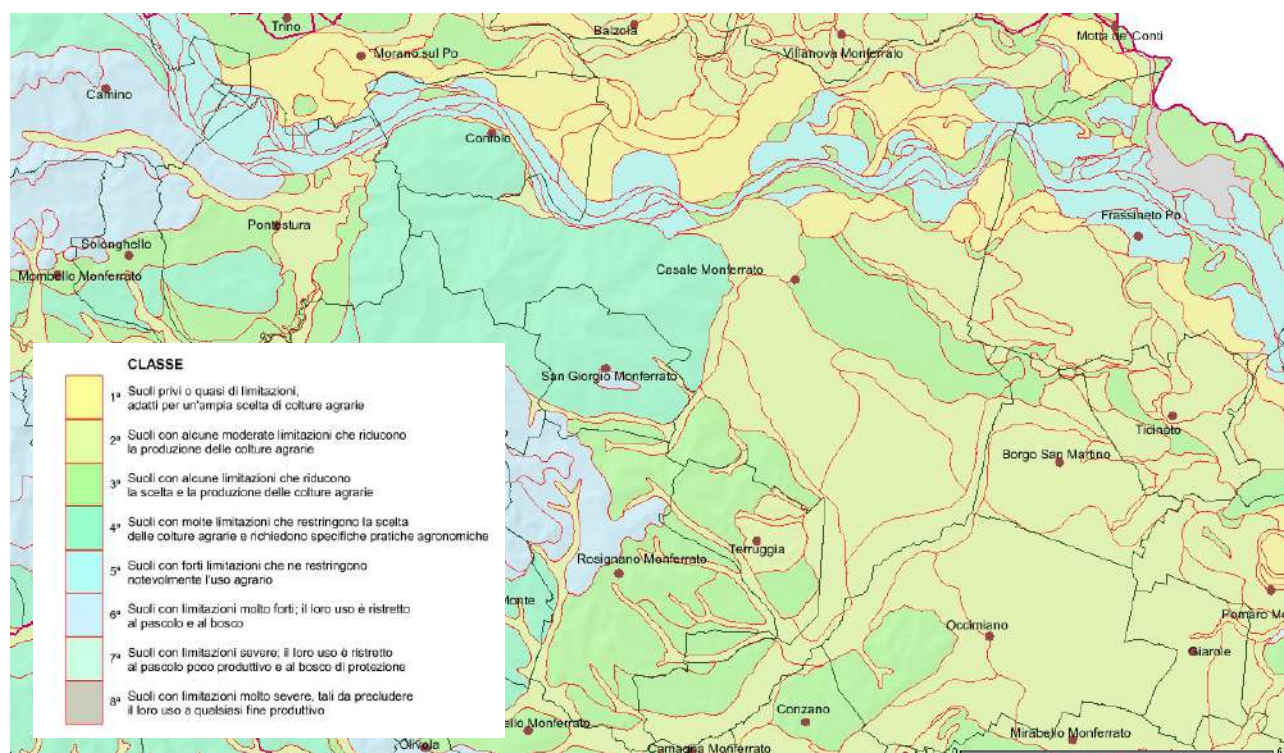 Trino
Balzola
Motta de' Conti
Morano sul Po
Villanova Monferrato
Camino
Coniolo
Pontestura
Frassineto Po
Solonghello
Mombello Monferrato
Casale Monferrato
San Giorgio Monferrato
Ticineto
Borgo San Martino
Terruggia
Rosignano Monferrato
Monte
Occimiano
Pomaro Mo
Giarole
Conzano
ello Monferrato
Mirabello Monferrato
Olivola
Camagna Monferrato
CLASSE
1ª Suoli privi o quasi di limitazioni,
adatti per un'ampia scelta di colture agrarie
2ª Suoli con alcune moderate limitazioni che riducono
la produzione delle colture agrarie
3ª Suoli con alcune limitazioni che riducono
la scelta e la produzione delle colture agrarie
4ª Suoli con molte limitazioni che restringono la scelta
delle colture agrarie e richiedono specifiche pratiche agronomiche
5ª Suoli con forti limitazioni che ne restringono
notevolmente l'uso agrario
6ª Suoli con limitazioni molto forti; il loro uso è ristretto
al pascolo e al bosco
7ª Suoli con limitazioni severe; il loro uso è ristretto
al pascolo poco produttivo e al bosco di protezione
8ª Suoli con limitazioni molto severe, tali da precludere
il loro uso a qualsiasi fine produttivo